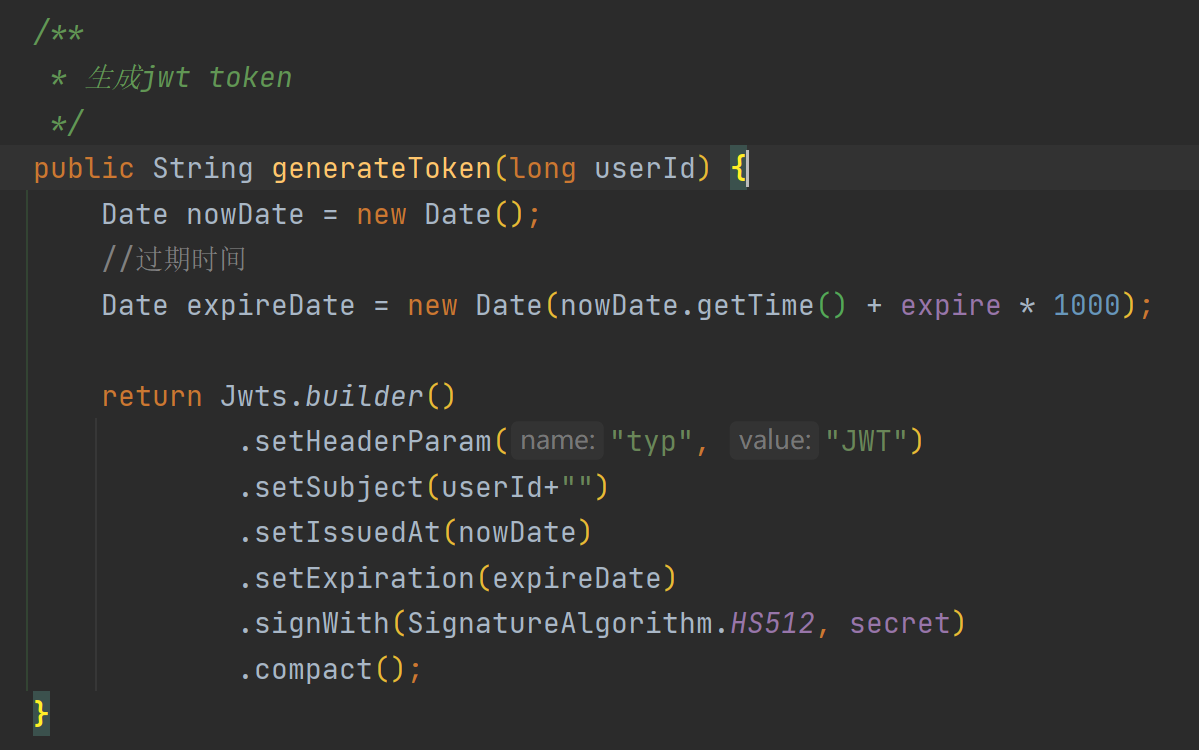 /**
* 生成jwt token
*/
public String generateToken(long userId) {
Date nowDate = new Date();
//过期时间
Date expireDate = new Date(nowDate.getTime() + expire * 1000);
return Jwts.builder()
.setHeaderParam( name: "typ", value: "JWT")
.setSubject(userId+"")
.setIssuedAt(nowDate)
.setExpiration(expireDate)
.signWith(SignatureAlgorithm.HS512, secret)
.compact();
}